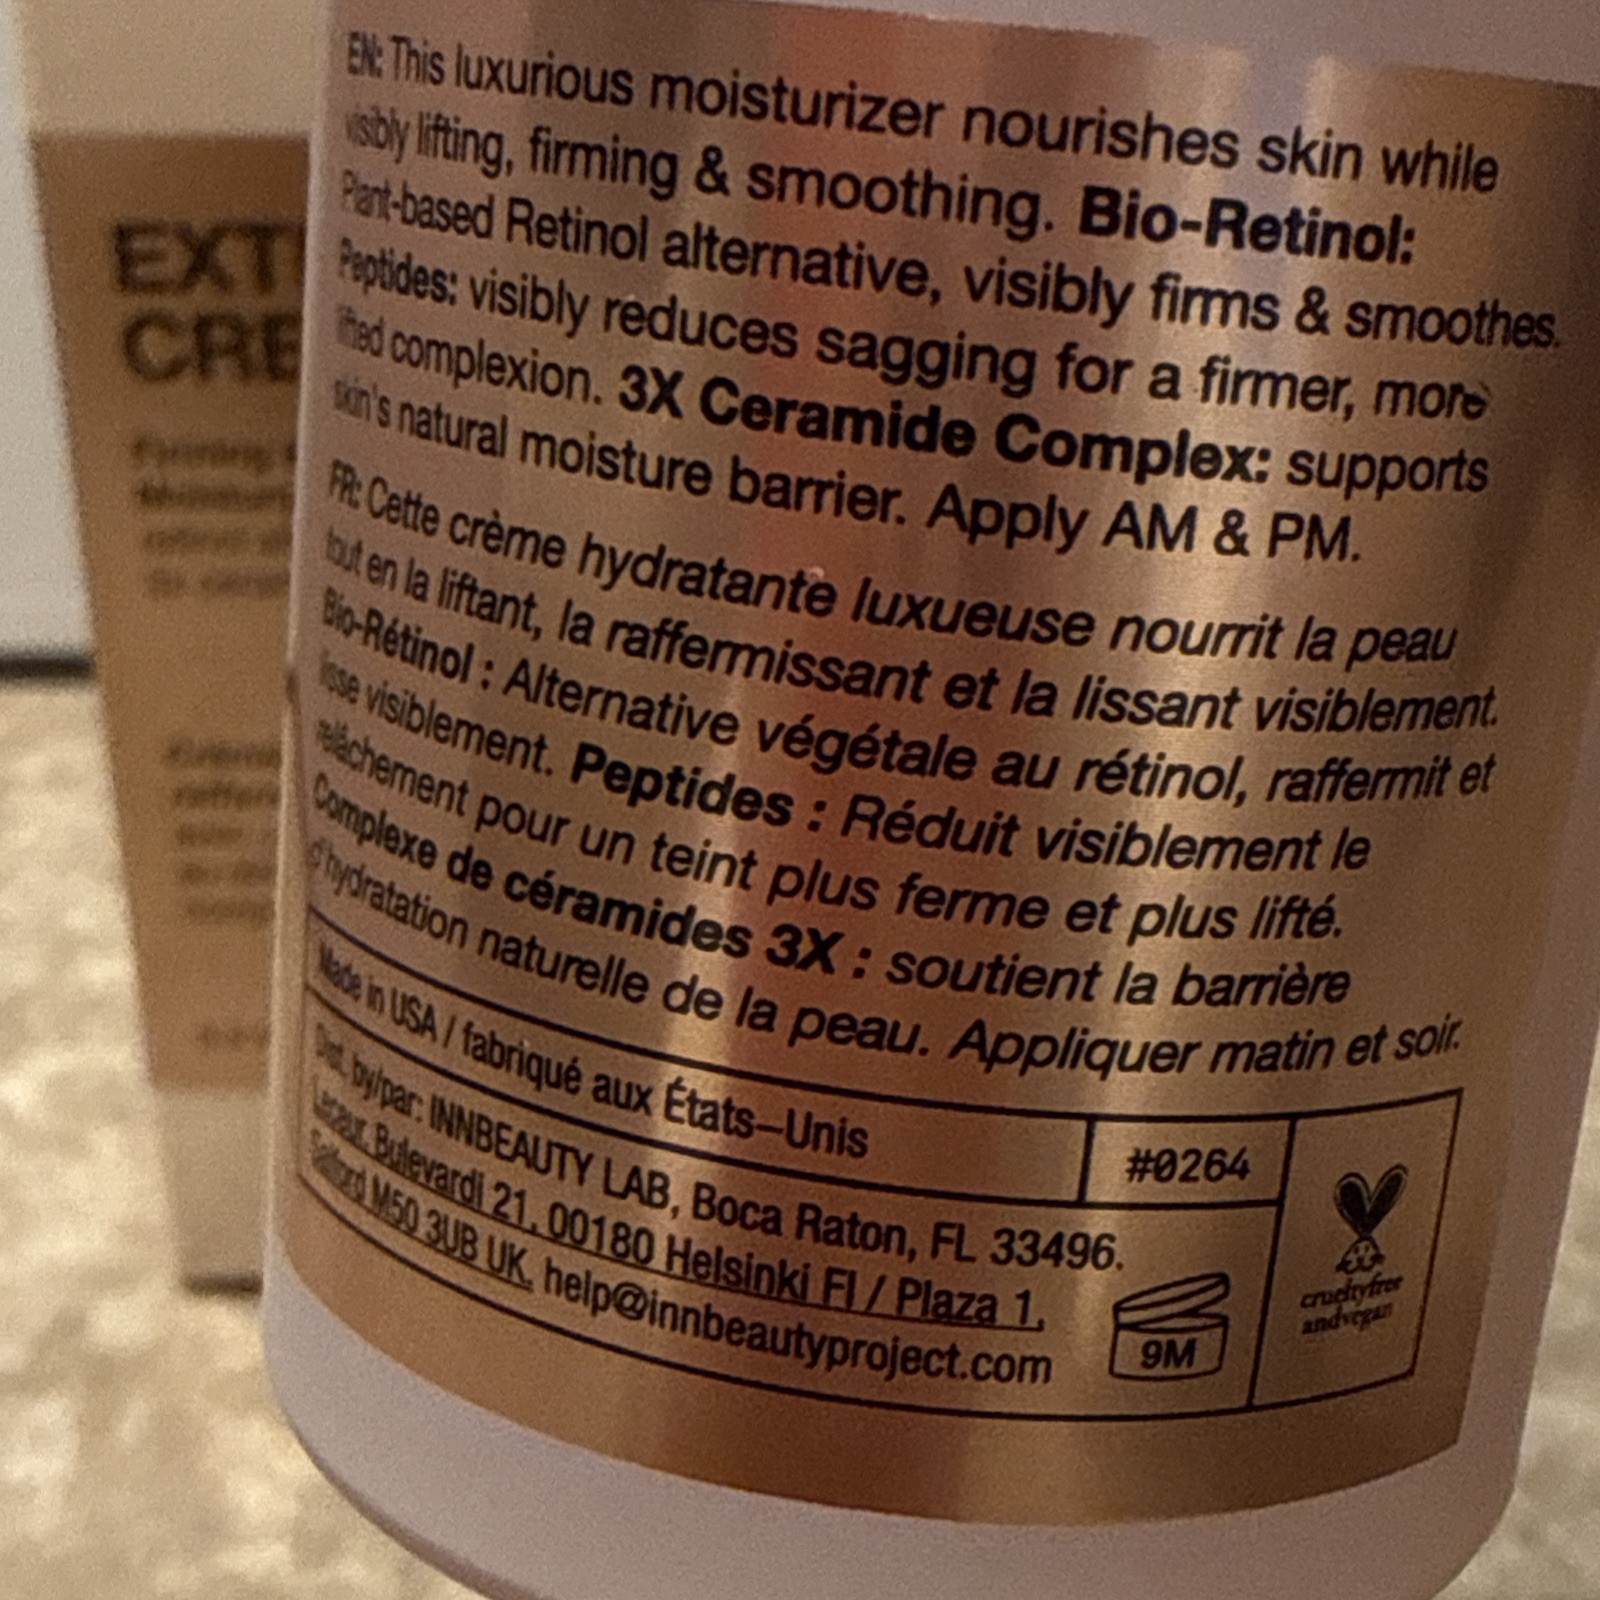 EN: This luxurious moisturizer nourishes skin while
visibly lifting, firming & smoothing. Bio-Retinol:
Plant-based Retinol alternative, visibly firms & smoothes.
Peptides: visibly reduces sagging for a firmer, more
lifted complexion. 3X Ceramide Complex: supports
skin's natural moisture barrier. Apply AM & PM.
FR: Cette crème hydratante luxueuse nourrit la peau
tout en la liftant, la raffermissant et la lissant visiblement.
Bio-Rétinol : Alternative végétale au rétinol, raffermit et
lisse visiblement. Peptides : Réduit visiblement le
relâchement pour un teint plus ferme et plus lifté.
Complexe de céramides 3X : soutient la barrière
d'hydratation naturelle de la peau. Appliquer matin et soir.
Made in USA / fabriqué aux États–Unis
#0264
Dist. by/par: INNBEAUTY LAB, Boca Raton, FL 33496.
Bulevardi 21, 00180 Helsinki FI / Plaza 1,
Salford M50 3UB UK. help@innbeautyproject.com
9M
crueltyfree
andvegan
EXT
CRE
Firming